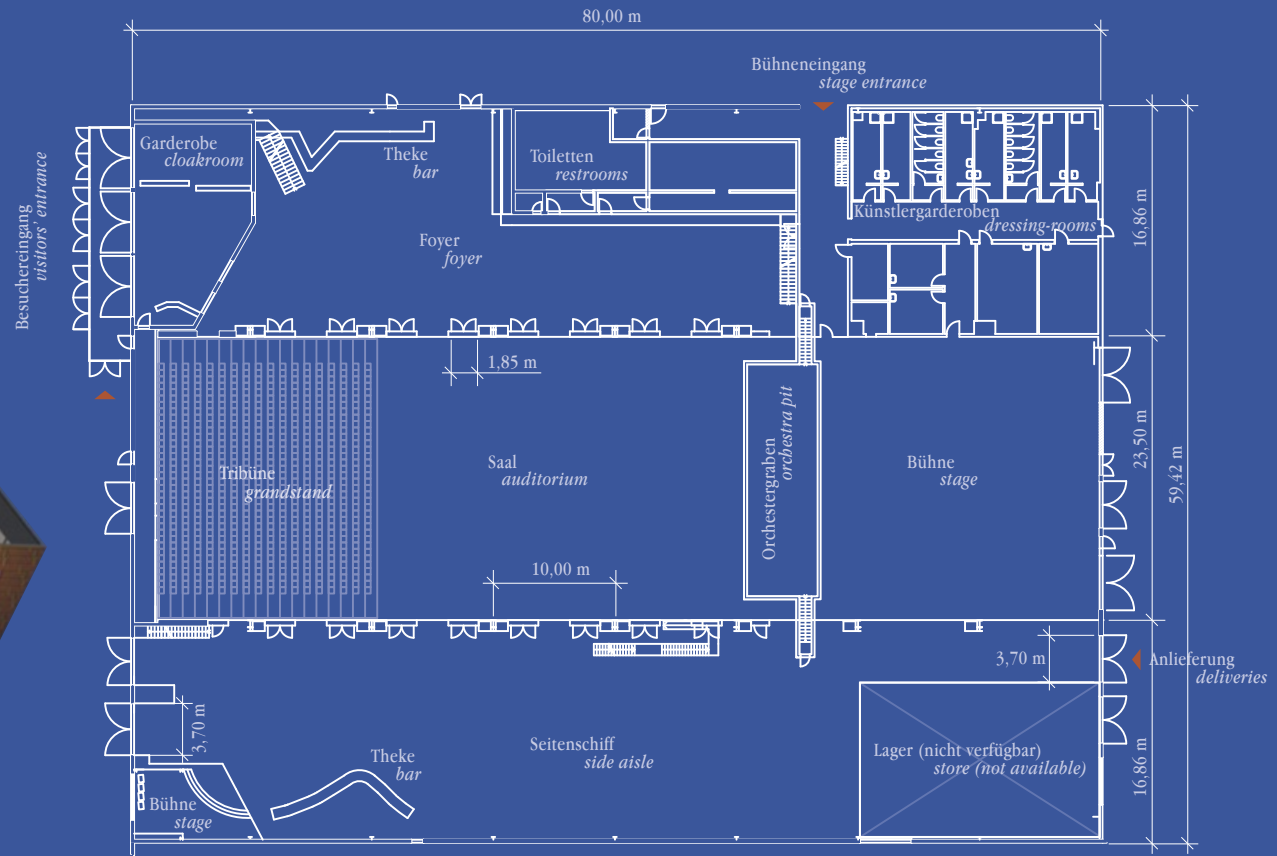 80,00 m
Bühneneingang
stage entrance
Garderobe
cloakroom
Theke
bar
Toiletten
restrooms
Künstlergarderoben
dressing-rooms
16,86 m
Besuchereingang
visitors' entrance
Foyer
foyer
1,85 m
Tribüne
grandstand
Saal
auditorium
Orchestergraben
orchestra pit
Bühne
stage
23,50 m
59,42 m
10,00 m
3,70 m
Anlieferung
deliveries
3,70 m
Seitenschiff
side aisle
Theke
bar
Lager (nicht verfügbar)
store (not available)
16,86 m
Bühne
stage